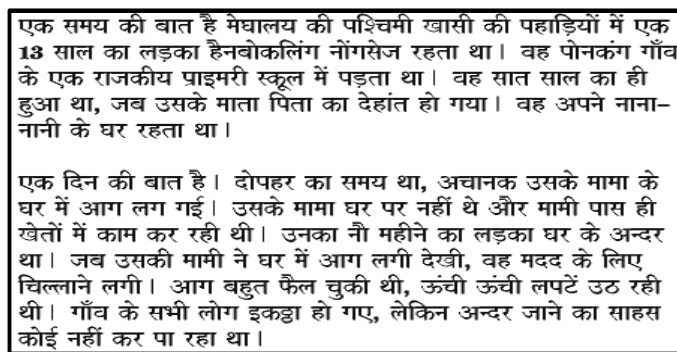 एक समय की बात है मेघालय की पश्चिमी खासी की पहाड़ियों में एक
13 साल का लड़का हैनबोकलिंग नोंगसेज रहता था। वह पोनकंग गाँव
के एक राजकीय प्राइमरी स्कूल में पड़ता था। वह सात साल का ही
हुआ था, जब उसके माता पिता का देहांत हो गया। वह अपने नाना–
नानी के घर रहता था।
एक दिन की बात है। दोपहर का समय था, अचानक उसके मामा के
घर में आग लग गई। उसके मामा घर पर नहीं थे और मामी पास ही
खेतों में काम कर रही थी। उनका नौ महीने का लड़का घर के अन्दर
था। जब उसकी मामी ने घर में आग लगी देखी, वह मदद के लिए
चिल्लाने लगी। आग बहुत फैल चुकी थी, ऊंची ऊंची लपटें उठ रही
थी। गाँव के सभी लोग इकठ्ठा हो गए, लेकिन अन्दर जाने का साहस
कोई नहीं कर पा रहा था।